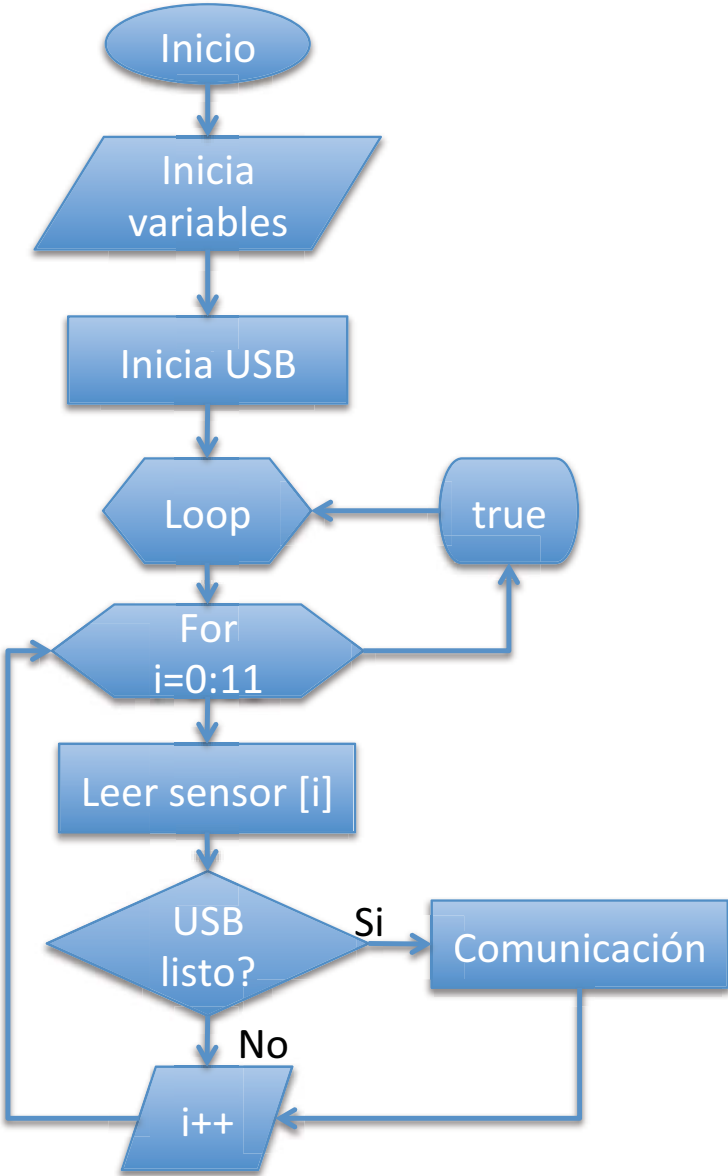 Inicio
Inicia
variables
Inicia USB
Loop
true
For
i=0:11
Leer sensor [i]
USB
listo?
Si
Comunicación
No
i++